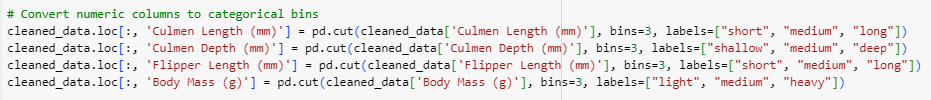 # Convert numeric columns to categorical bins
cleaned_data.loc[:, 'Culmen Length (mm)'] = pd.cut(cleaned_data['Culmen Length (mm)'], bins=3, labels=["short", "medium", "long"])
cleaned_data.loc[:, 'Culmen Depth (mm)'] = pd.cut(cleaned_data['Culmen Depth (mm)'], bins=3, labels=["shallow", "medium", "deep"])
cleaned_data.loc[:, 'Flipper Length (mm)'] = pd.cut(cleaned_data['Flipper Length (mm)'], bins=3, labels=["short", "medium", "long"])
cleaned_data.loc[:, 'Body Mass (g)'] = pd.cut(cleaned_data['Body Mass (g)'], bins=3, labels=["light", "medium", "heavy"])